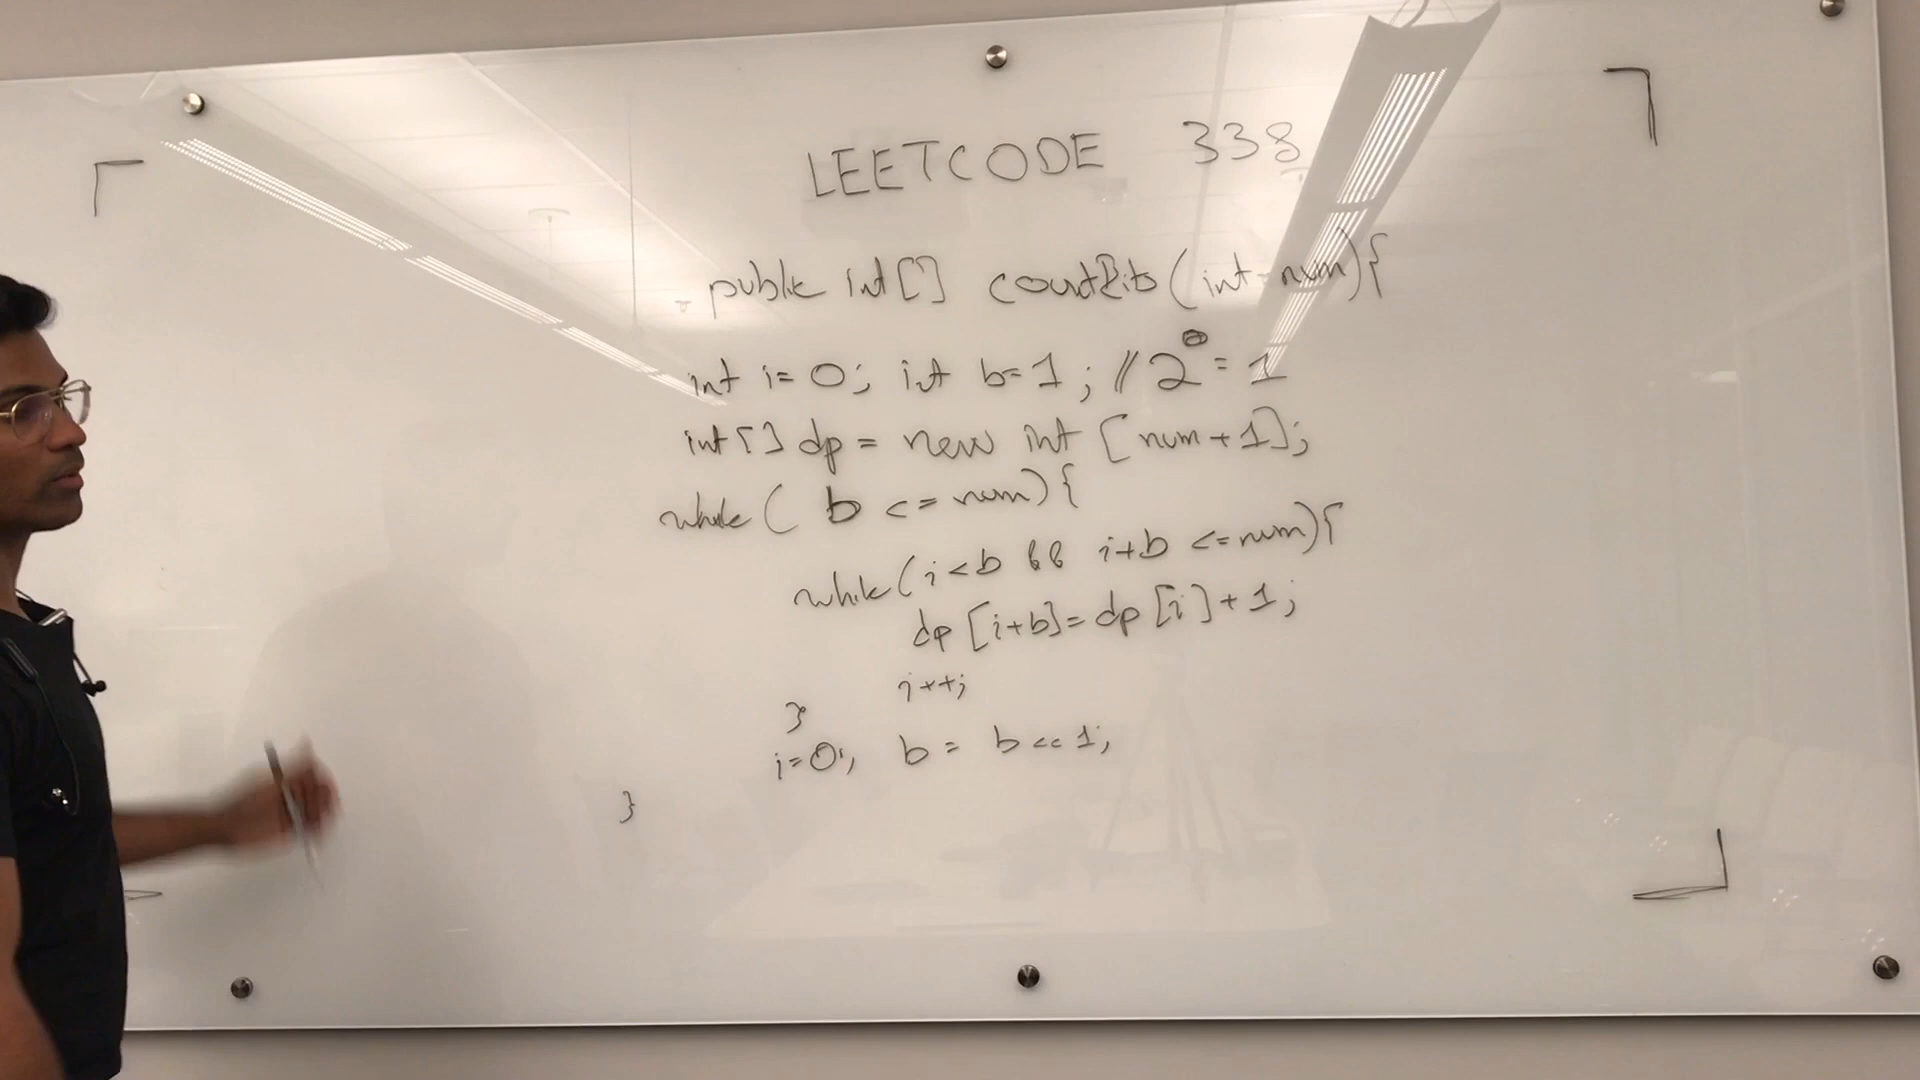 LEETCODE 338
public int[] countBits(int num){
int i=0; int b=1; //2⁰=1
int[] dp = new int [num+1];
while( b <= num){
while(i<b && i+b <=num){
dp[i+b]=dp[i]+1;
i++;
}
i=0; b = b<<1;
}